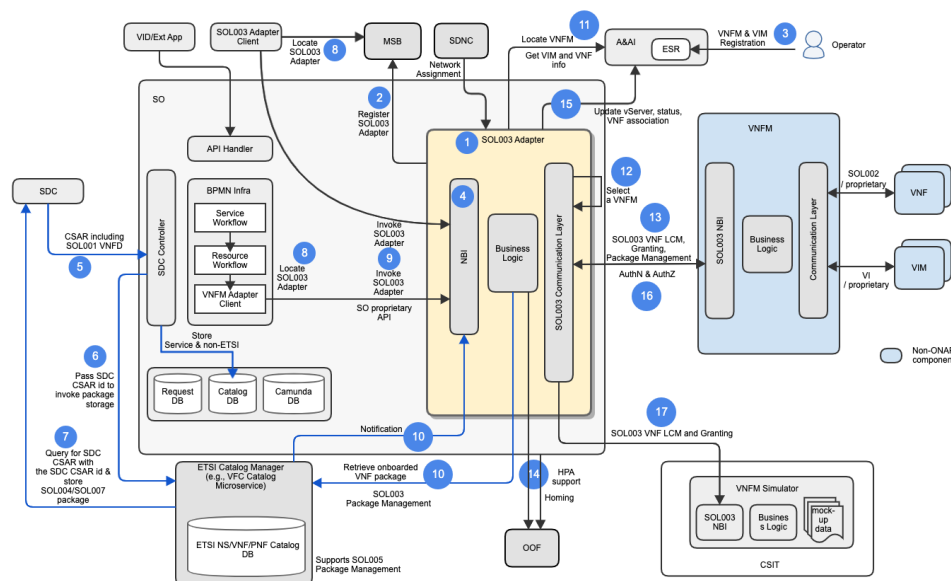 VID/Ext App
SOL003 Adapter
Client
Locate
SOL003
Adapter
8
MSB
SDNC
Network
Assignment
11
Locate VNFM
Get VIM and VNF
info
A&AI
ESR
VNFM & VIM
Registration
3
Operator
SO
2
Register
SOL003
Adapter
15
Update vServer, status,
VNF association
API Handler
1
SOL003 Adapter
VNFM
SDC
CSAR including
SOL001 VNFD
5
SDC Controller
BPMN Infra
Service
Workflow
Resource
Workflow
VNFM Adapter
Client
8
Locate
SOL003
Adapter
Invoke
SOL003
Adapter
9
Invoke
SOL003
Adapter
SO proprietary
API
4
NBI
Business
Logic
SOL003 Communication Layer
12
Select
a VNFM
13
SOL003 VNF LCM,
Granting,
Package Management
AuthN & AuthZ
16
SOL003 NBI
Business
Logic
Communication Layer
SOL002
/ proprietary
VNF
VI
/ proprietary
VIM
Store
Service & non-ETSI
6
Pass SDC
CSAR id to
invoke package
storage
Request
DB
Catalog
DB
Camunda
DB
Non-ONAP
component
7
Query for SDC
CSAR with
the SDC CSAR id &
store
SOL004/SOL007
package
Notification
10
17
SOL003 VNF LCM and Granting
ETSI Catalog Manager
(e.g., VFC Catalog
Microservice)
Retrieve onboarded
VNF package
10
SOL003
Package Management
14
HPA
support
Homing
ETSI NS/VNF/PNF Catalog
DB
Supports SOL005
Package Management
OOF
VNFM Simulator
SOL003
NBI
Busines
s Logic
mock-
up
data
CSIT